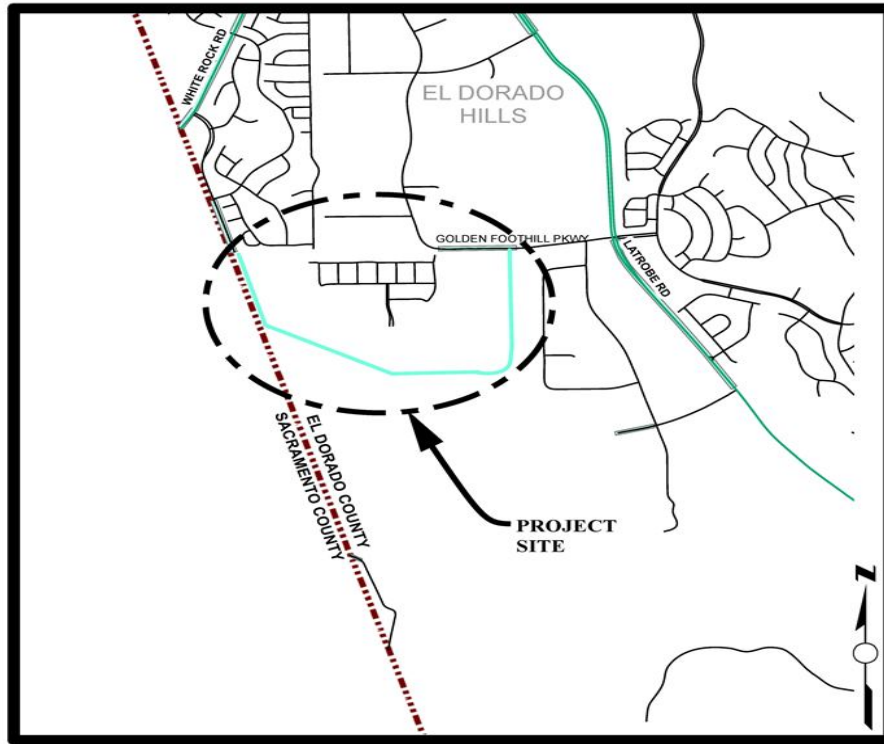 WHITE ROCK RD
EL DORADO
HILLS
GOLDEN FOOTHILL PKWY
LATROBE RD
EL DORADO COUNTY
SACRAMENTO COUNTY
PROJECT
SITE
N